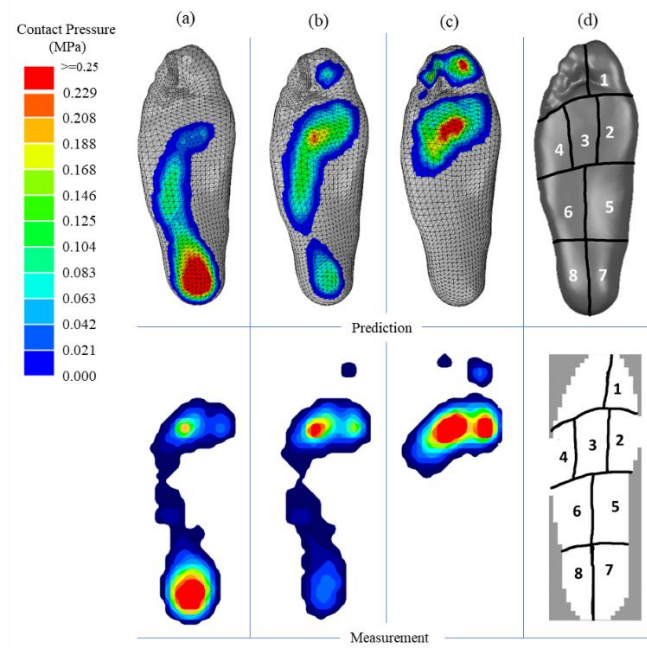 (a)
(b)
(c)
(d)
Contact Pressure
(MPa)
>=0.25
0.229
0.208
0.188
0.168
0.146
0.125
0.104
0.083
0.063
0.042
0.021
0.000
1
4 3 2
6 5
8 7
Prediction
1
4 3 2
6 5
8 7
Measurement